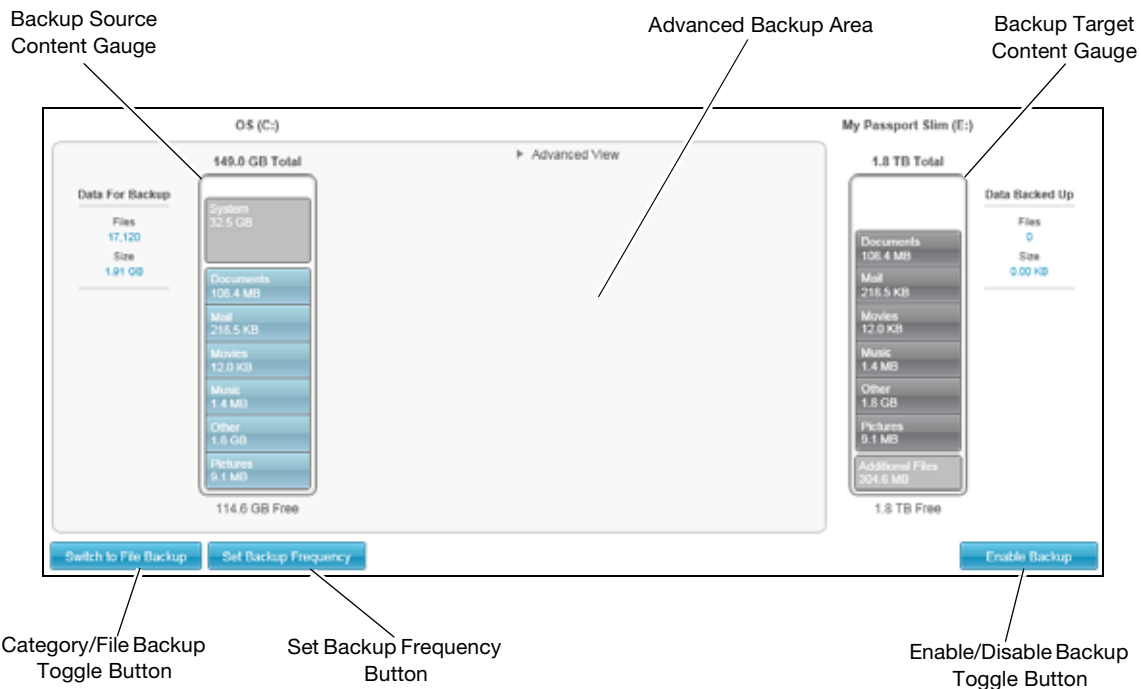 Backup Source
Content Gauge
Advanced Backup Area
Backup Target
Content Gauge
OS (C:)
My Passport Slim (E:)
149.0 GB Total
Advanced View
1.8 TB Total
Data For Backup
Files
17,120
Size
1.91 GB
System
32.5 GB
Documents
108.4 MB
Mail
218.5 KB
Movies
12.0 KB
Music
1.4 MB
Other
1.8 GB
Pictures
9.1 MB
114.6 GB Free
Documents
108.4 MB
Mail
218.5 KB
Movies
12.0 KB
Music
1.4 MB
Other
1.8 GB
Pictures
9.1 MB
Additional Files
304.6 MB
1.8 TB Free
Data Backed Up
Files
0
Size
0.00 KB
Switch to File Backup
Set Backup Frequency
Enable Backup
Category/File Backup
Toggle Button
Set Backup Frequency
Button
Enable/Disable Backup
Toggle Button